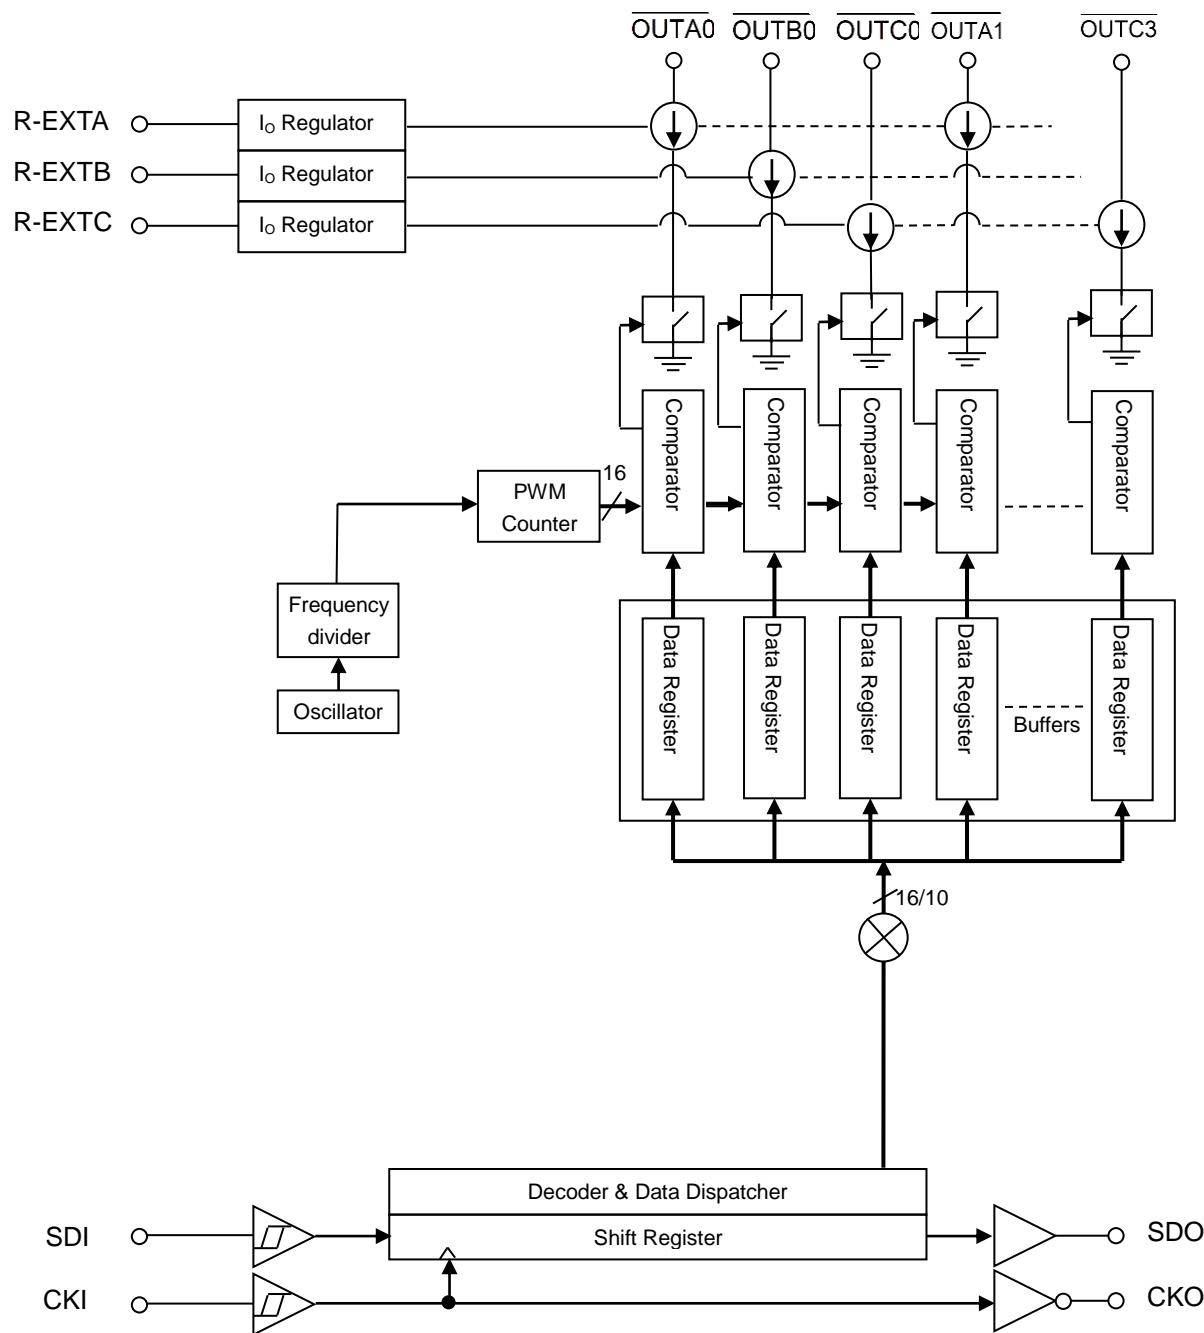 OUTA0 OUTB0 OUTC0 OUTA1 OUTC3
R-EXTA
IO Regulator
R-EXTB
IO Regulator
R-EXTC
IO Regulator
Comparator
Comparator
Comparator
Comparator
Comparator
16
PWM
Counter
Frequency
divider
Oscillator
Data Register
Data Register
Data Register
Data Register
Data Register
Buffers
16/10
Decoder & Data Dispatcher
SDI
Shift Register
SDO
CKI
CKO